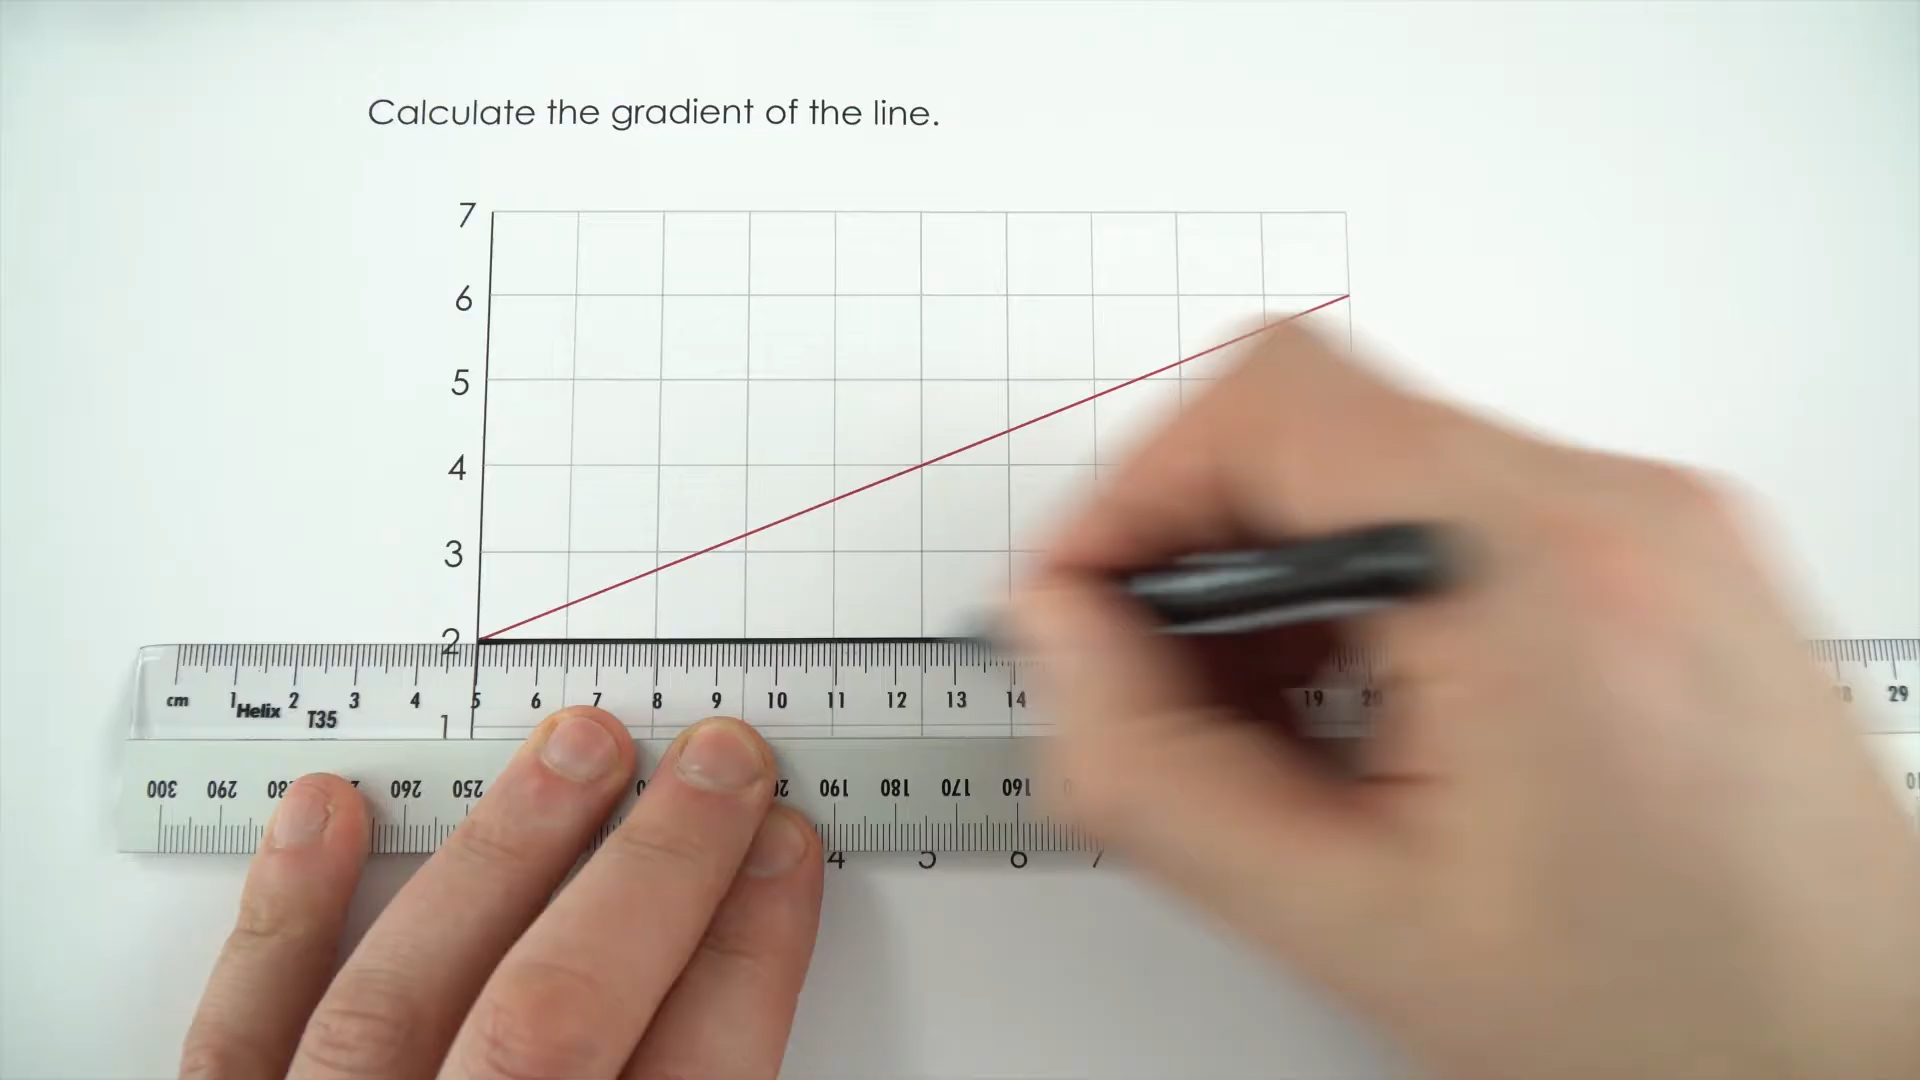 Calculate the gradient of the line.
7
6
5
4
3
2
cm 1 2 3 4 5 6 7 8 9 10 11 12 13 14 19 20 29
Helix T35
1
300 290 260 250 190 180 170 160
4 5 6 7